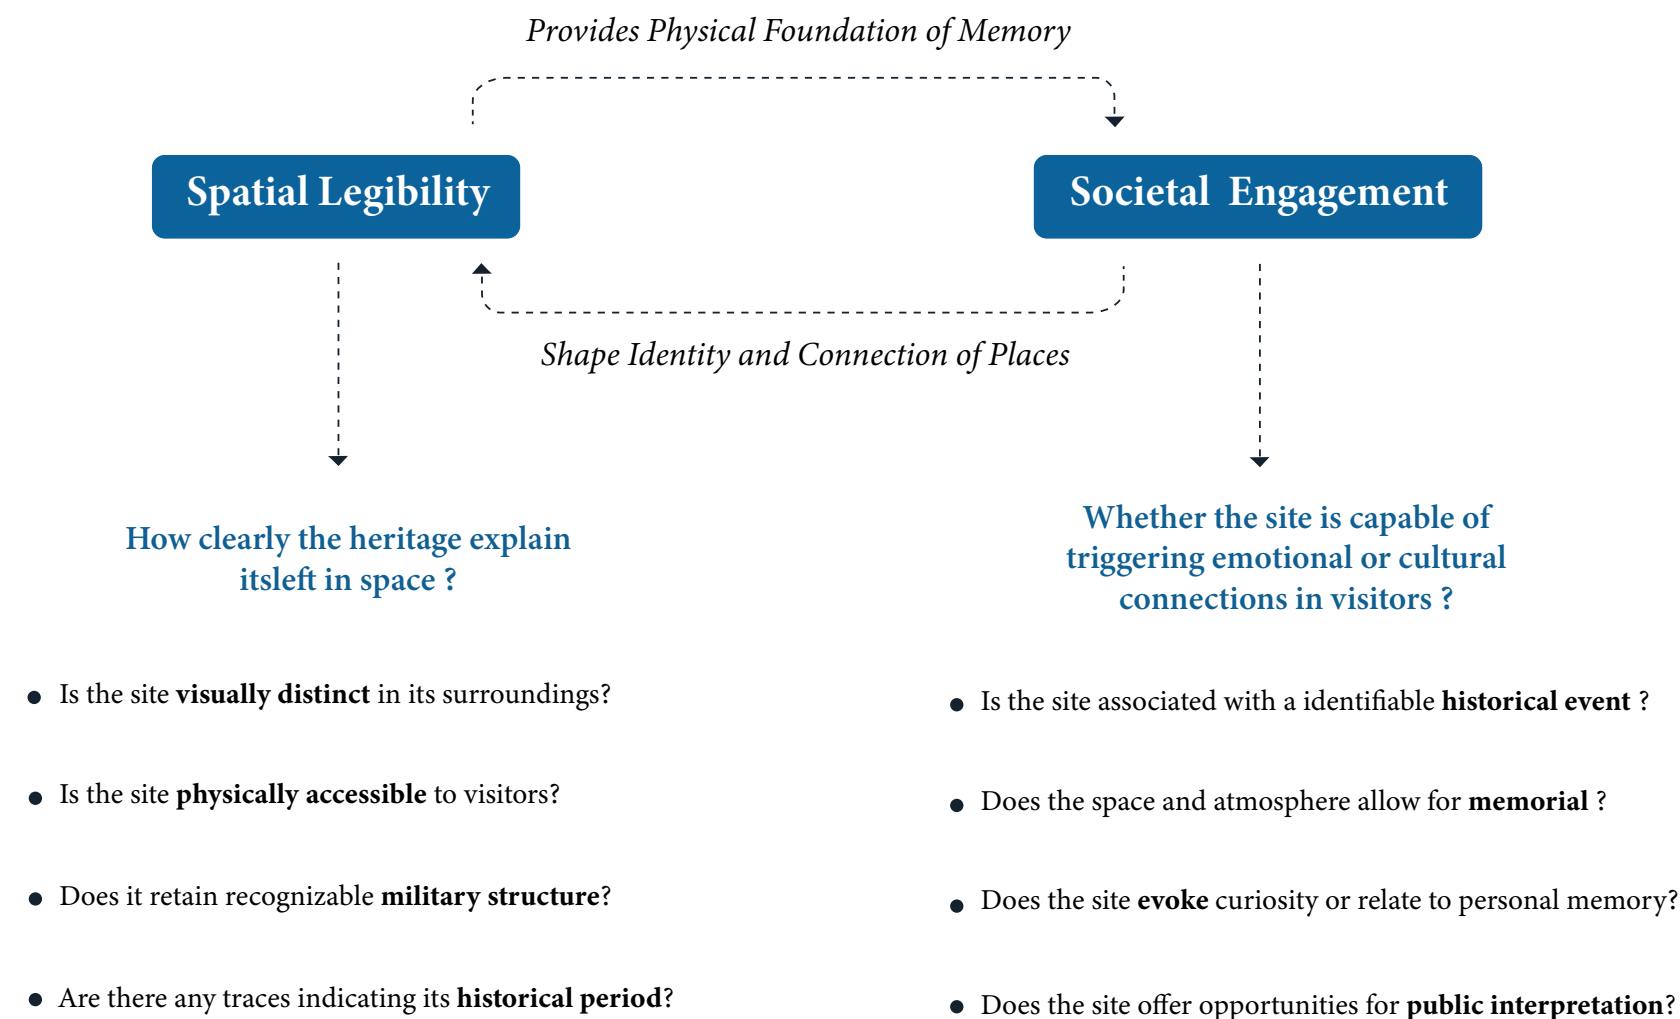 Provides Physical Foundation of Memory
Spatial Legibility
Societal Engagement
Shape Identity and Connection of Places
How clearly the heritage explain
itsleft in space ?
Whether the site is capable of
triggering emotional or cultural
connections in visitors ?
Is the site visually distinct in its surroundings?
Is the site physically accessible to visitors?
Does it retain recognizable military structure?
Are there any traces indicating its historical period?
Is the site associated with a identifiable historical event ?
Does the space and atmosphere allow for memorial ?
Does the site evoke curiosity or relate to personal memory?
Does the site offer opportunities for public interpretation?